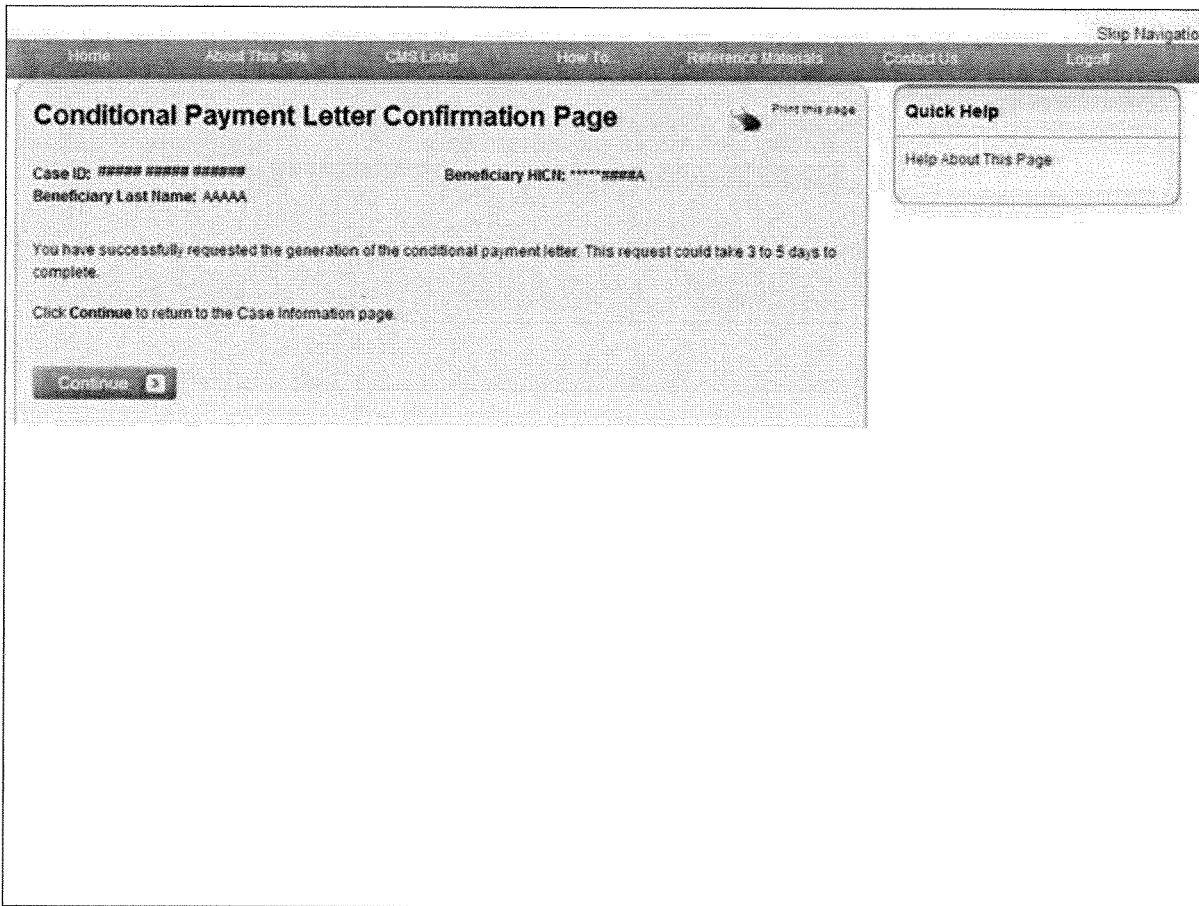 Skip Navigatio
Home About This Site CMS Links How To... Reference Materials Contact Us Logoff
Conditional Payment Letter Confirmation Page
Print this page
Quick Help
Help About This Page
Case ID: ##### ##### ######
Beneficiary HICN: *****####A
Beneficiary Last Name: AAAAA
You have successfully requested the generation of the conditional payment letter. This request could take 3 to 5 days to
complete.
Click Continue to return to the Case Information page.
Continue